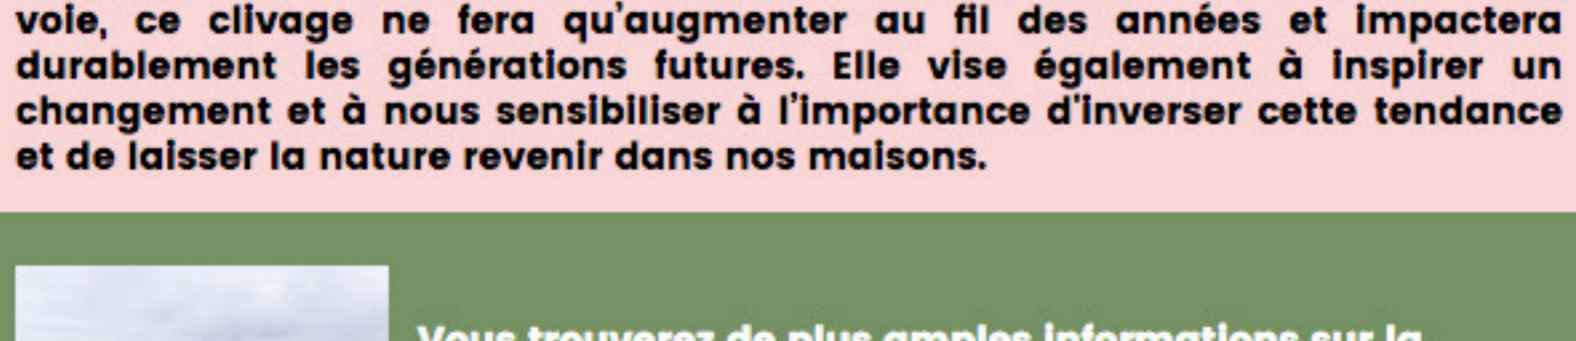 voie, ce clivage ne fera qu'augmenter au fil des années et impactera
durablement les générations futures. Elle vise également à inspirer un
changement et à nous sensibiliser à l'importance d'inverser cette tendance
et de laisser la nature revenir dans nos maisons.
Vous trouverez de plus amples informations sur la